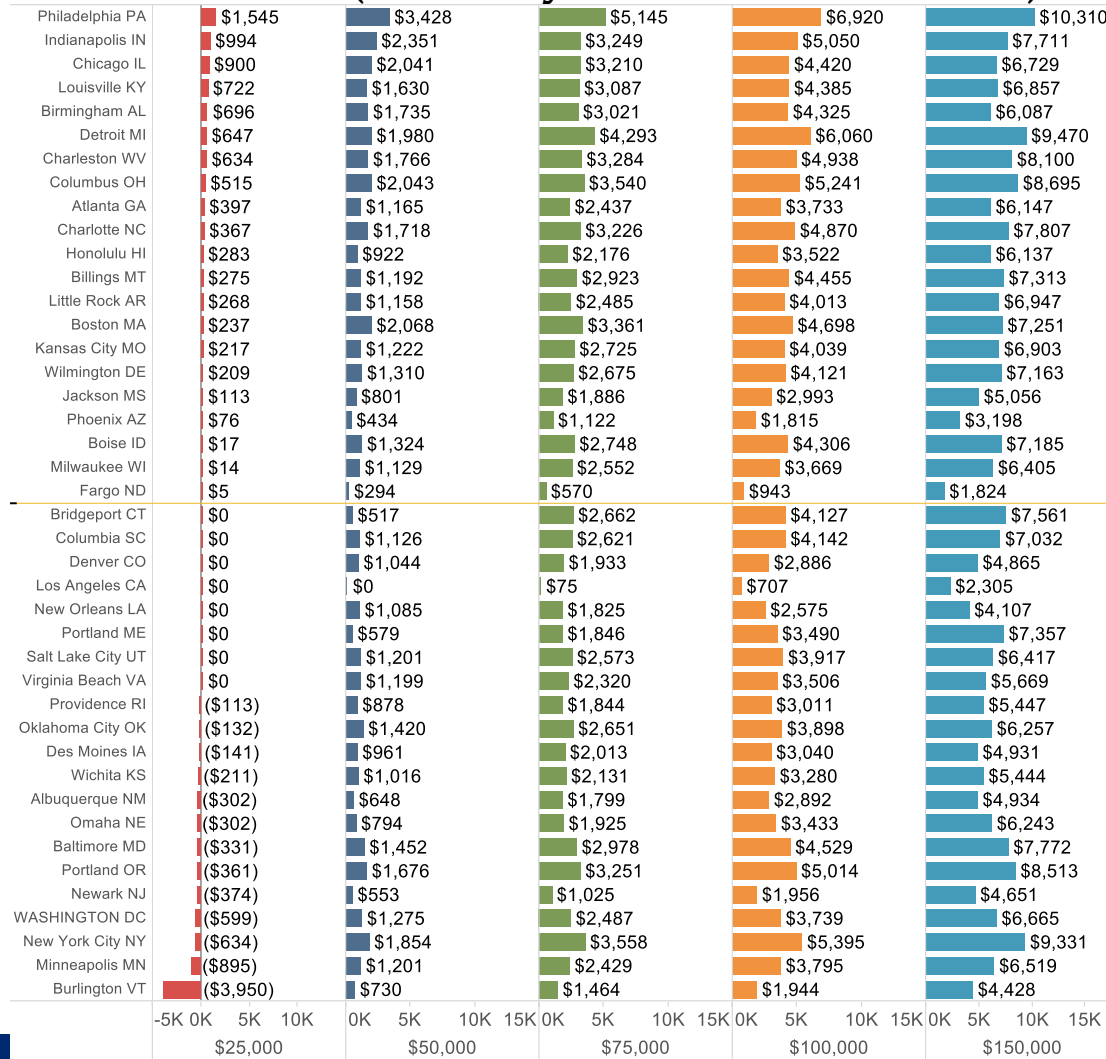 Philadelphia PA $1,545 $3,428 $5,145 $6,920 $10,310
Indianapolis IN $994 $2,351 $3,249 $5,050 $7,711
Chicago IL $900 $2,041 $3,210 $4,420 $6,729
Louisville KY $722 $1,630 $3,087 $4,385 $6,857
Birmingham AL $696 $1,735 $3,021 $4,325 $6,087
Detroit MI $647 $1,980 $4,293 $6,060 $9,470
Charleston WV $634 $1,766 $3,284 $4,938 $8,100
Columbus OH $515 $2,043 $3,540 $5,241 $8,695
Atlanta GA $397 $1,165 $2,437 $3,733 $6,147
Charlotte NC $367 $1,718 $3,226 $4,870 $7,807
Honolulu HI $283 $922 $2,176 $3,522 $6,137
Billings MT $275 $1,192 $2,923 $4,455 $7,313
Little Rock AR $268 $1,158 $2,485 $4,013 $6,947
Boston MA $237 $2,068 $3,361 $4,698 $7,251
Kansas City MO $217 $1,222 $2,725 $4,039 $6,903
Wilmington DE $209 $1,310 $2,675 $4,121 $7,163
Jackson MS $113 $801 $1,886 $2,993 $5,056
Phoenix AZ $76 $434 $1,122 $1,815 $3,198
Boise ID $17 $1,324 $2,748 $4,306 $7,185
Milwaukee WI $14 $1,129 $2,552 $3,669 $6,405
Fargo ND $5 $294 $570 $943 $1,824
Bridgeport CT $0 $517 $2,662 $4,127 $7,561
Columbia SC $0 $1,126 $2,621 $4,142 $7,032
Denver CO $0 $1,044 $1,933 $2,886 $4,865
Los Angeles CA $0 $0 $75 $707 $2,305
New Orleans LA $0 $1,085 $1,825 $2,575 $4,107
Portland ME $0 $579 $1,846 $3,490 $7,357
Salt Lake City UT $0 $1,201 $2,573 $3,917 $6,417
Virginia Beach VA $0 $1,199 $2,320 $3,506 $5,669
Providence RI ($113) $878 $1,844 $3,011 $5,447
Oklahoma City OK ($132) $1,420 $2,651 $3,898 $6,257
Des Moines IA ($141) $961 $2,013 $3,040 $4,931
Wichita KS ($211) $1,016 $2,131 $3,280 $5,444
Albuquerque NM ($302) $648 $1,799 $2,892 $4,934
Omaha NE ($302) $794 $1,925 $3,433 $6,243
Baltimore MD ($331) $1,452 $2,978 $4,529 $7,772
Portland OR ($361) $1,676 $3,251 $5,014 $8,513
Newark NJ ($374) $553 $1,025 $1,956 $4,651
WASHINGTON DC ($599) $1,275 $2,487 $3,739 $6,665
New York City NY ($634) $1,854 $3,558 $5,395 $9,331
Minneapolis MN ($895) $1,201 $2,429 $3,795 $6,519
Burlington VT ($3,950) $730 $1,464 $1,944 $4,428
-5K 0K 5K 10K 0K 5K 10K 15K 0K 5K 10K 15K 0K 5K 10K 15K 0K 5K 10K 15K
$25,000 $50,000 $75,000 $100,000 $150,000